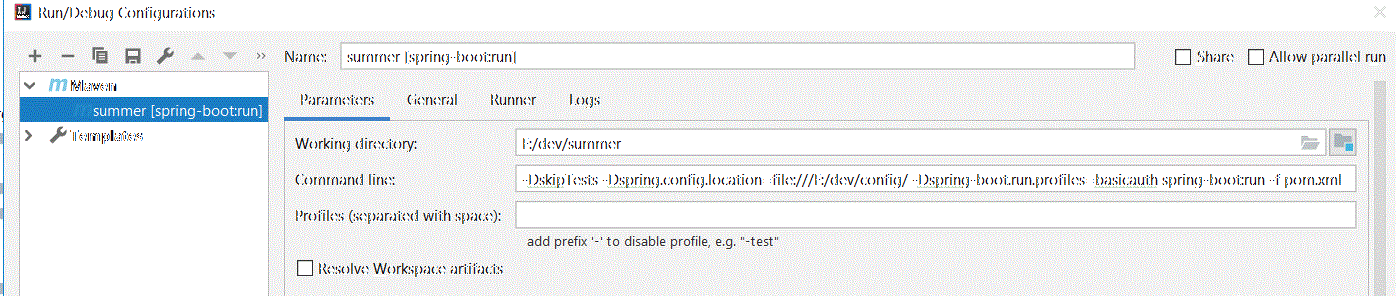 Run/Debug Configurations
Name: summer [spring-boot:run]
Share
Allow parallel run
Maven
summer [spring-boot:run]
Templates
Parameters General Runner Logs
Working directory: E:/dev/summer
Command line: -DskipTests -Dspring.config.location=file:///E:/dev/config/ -Dspring-boot.run.profiles=basicauth spring-boot:run -f pom.xml
Profiles (separated with space):
add prefix '-' to disable profile, e.g. "-test"
Resolve Workspace artifacts